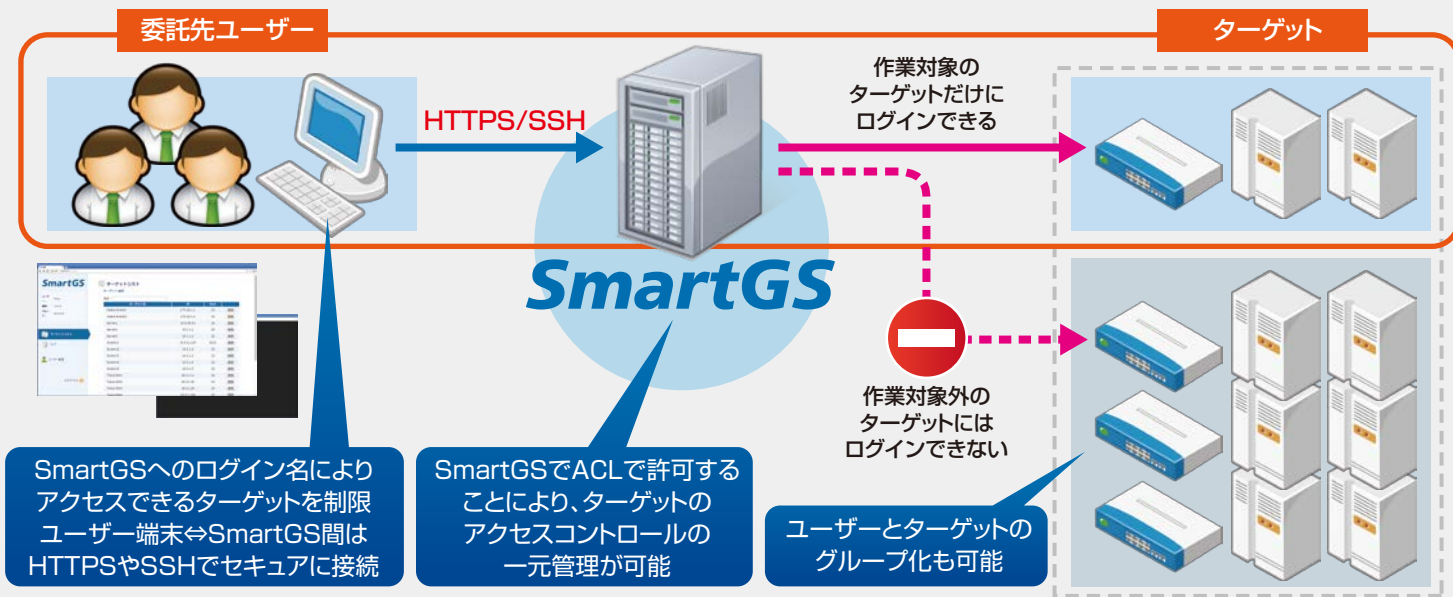 委託先ユーザー
ターゲット
HTTPS/SSH
作業対象の
ターゲットだけに
ログインできる
SmartGS
作業対象外の
ターゲットには
ログインできない
SmartGS
ターゲットリスト
SmartGSへのログイン名により
アクセスできるターゲットを制限
ユーザー端末⇔SmartGS間は
HTTPSやSSHでセキュアに接続
SmartGSでACLで許可する
ことにより、ターゲットの
アクセスコントロールの
一元管理が可能
ユーザーとターゲットの
グループ化も可能